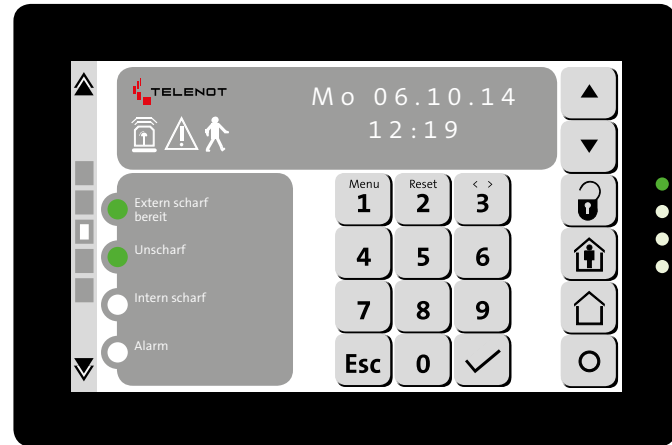 TELENOT
Mo 06.10.14
12:19
Extern scharf
bereit
Unscharf
Intern scharf
Alarm
Menu Reset < >
1 2 3
4 5 6
7 8 9
Esc 0